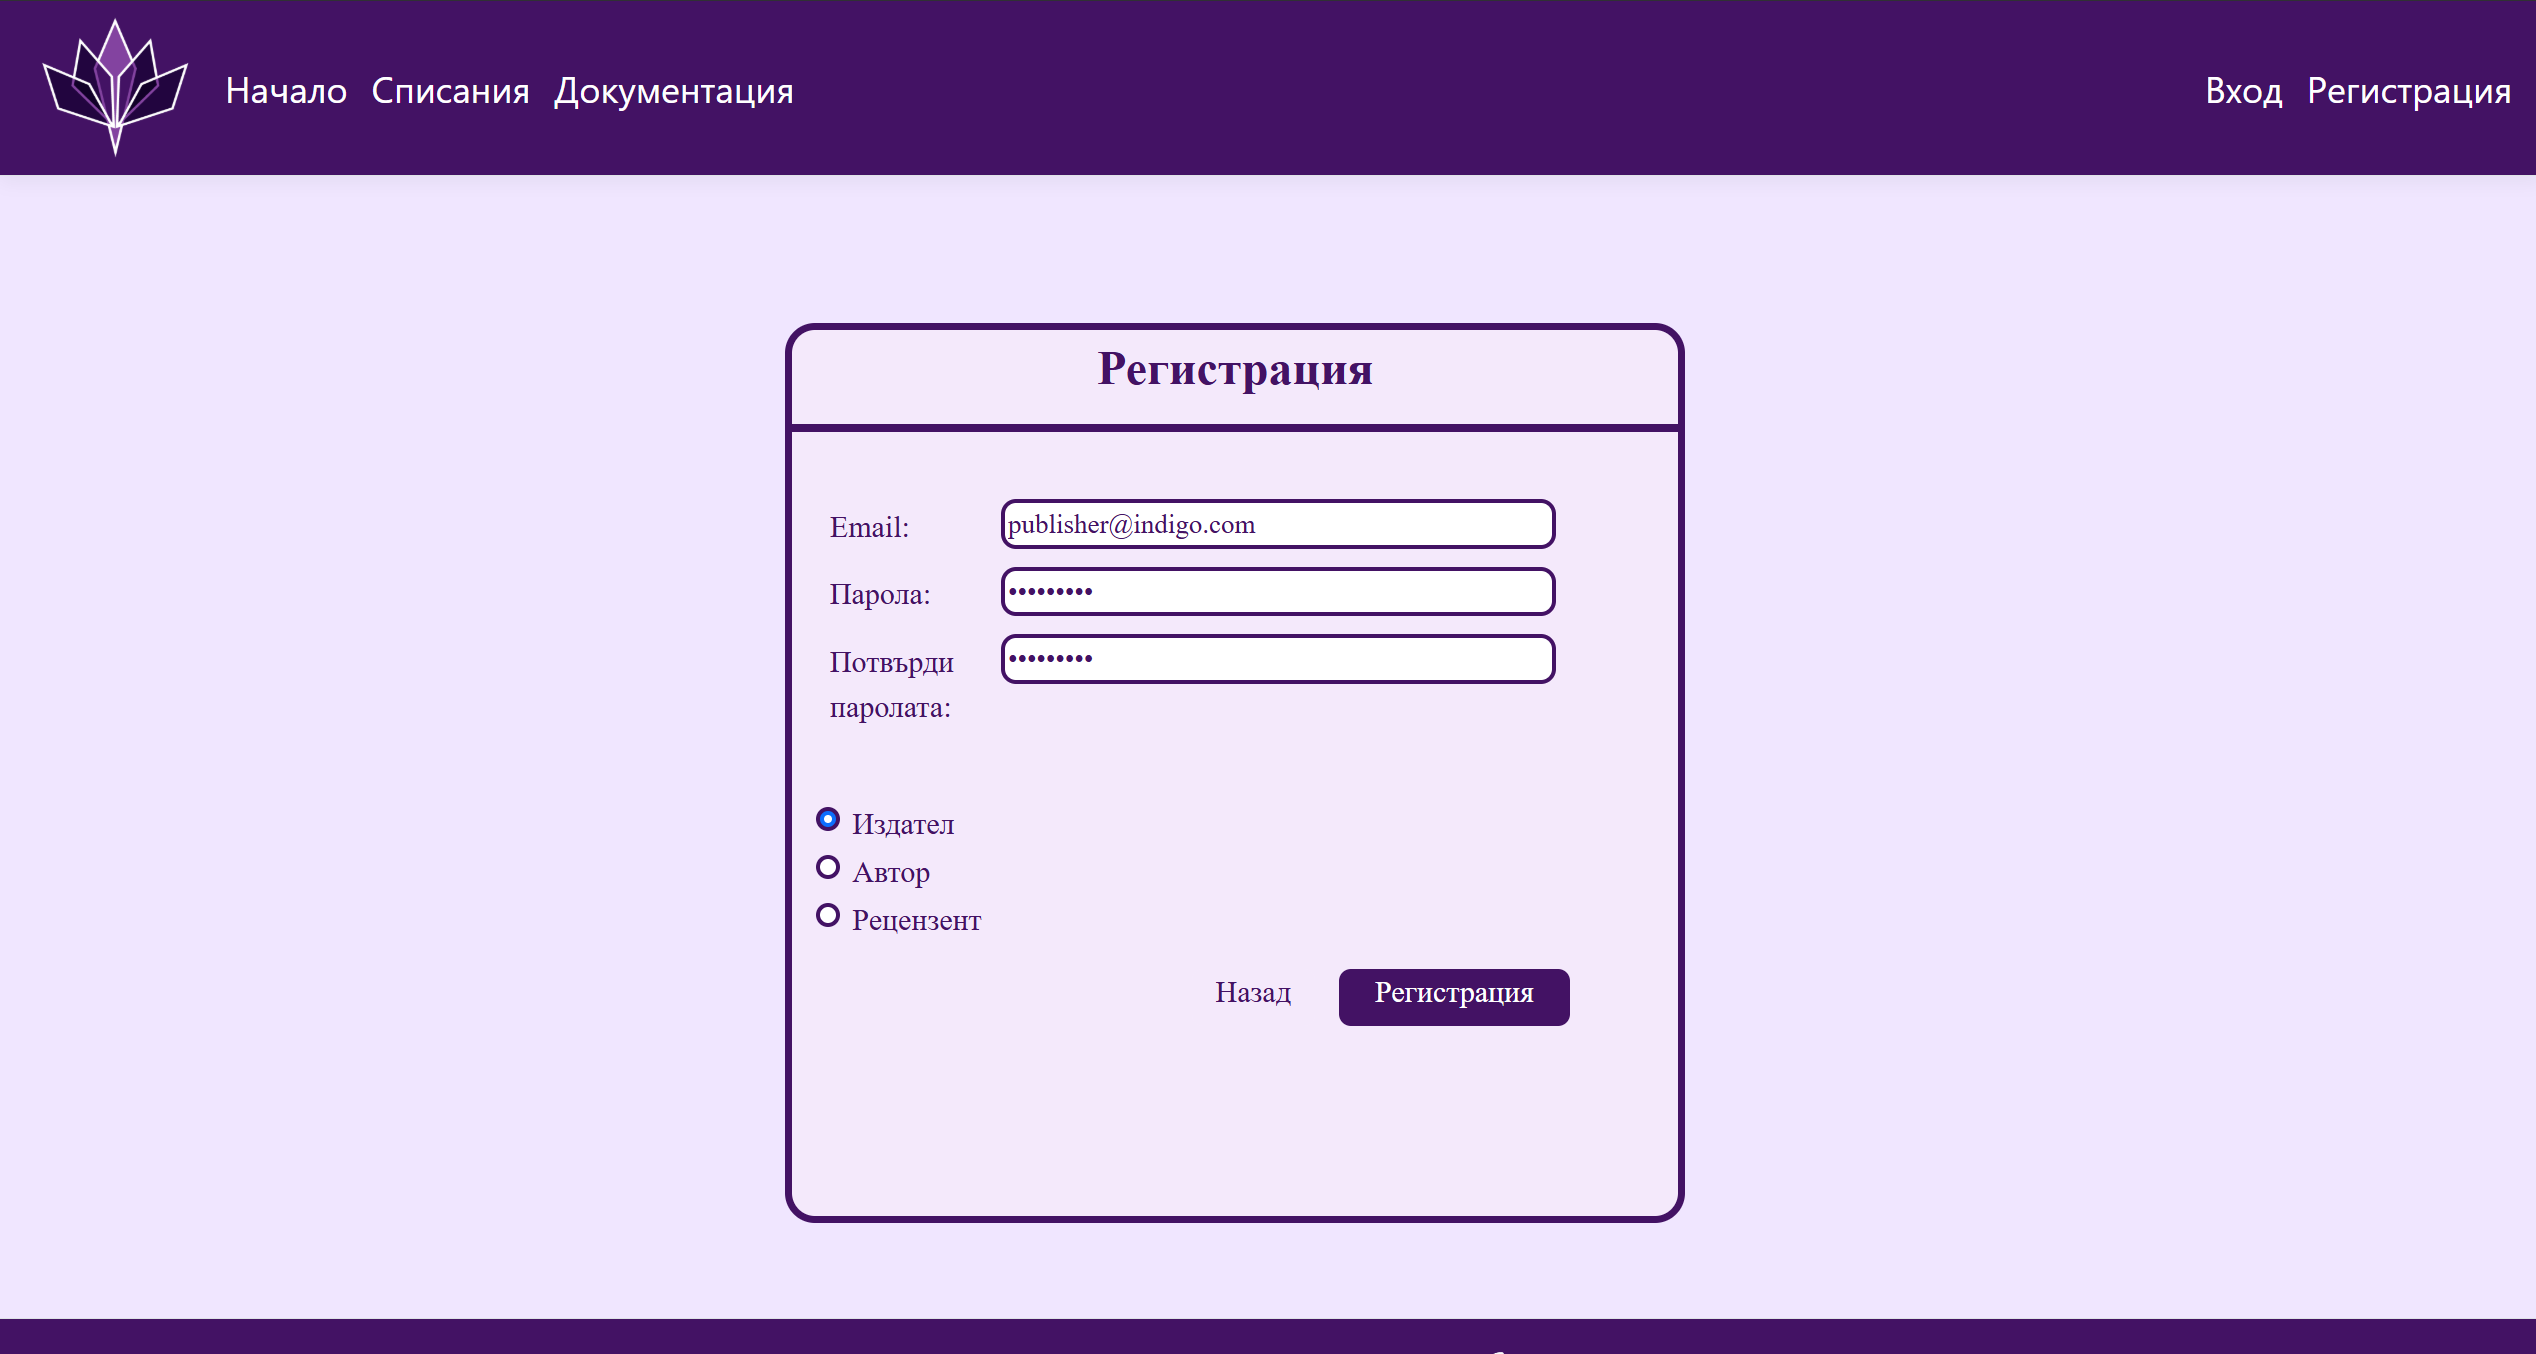 Начало Списания Документация Вход Регистрация
Регистрация
Email: publisher@indigo.com
Парола: •••••••••
Потвърди •••••••••
паролата:
Издател
Автор
Рецензент
Назад Регистрация